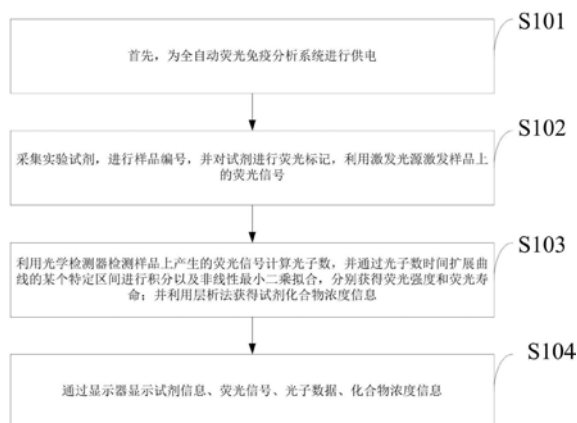 S101
首先，为全自动荧光免疫分析系统进行供电
S102
采集实验试剂，进行样品编号，并对试剂进行荧光标记，利用激发光源激发样品上
的荧光信号
S103
利用光学检测器检测样品上产生的荧光信号计算光子数，并通过光子数时间扩展曲
线的某个特定区间进行积分以及非线性最小二乘拟合，分别获得荧光强度和荧光寿
命；并利用层析法获得试剂化合物浓度信息
S104
通过显示器显示试剂信息、荧光信号、光子数据、化合物浓度信息